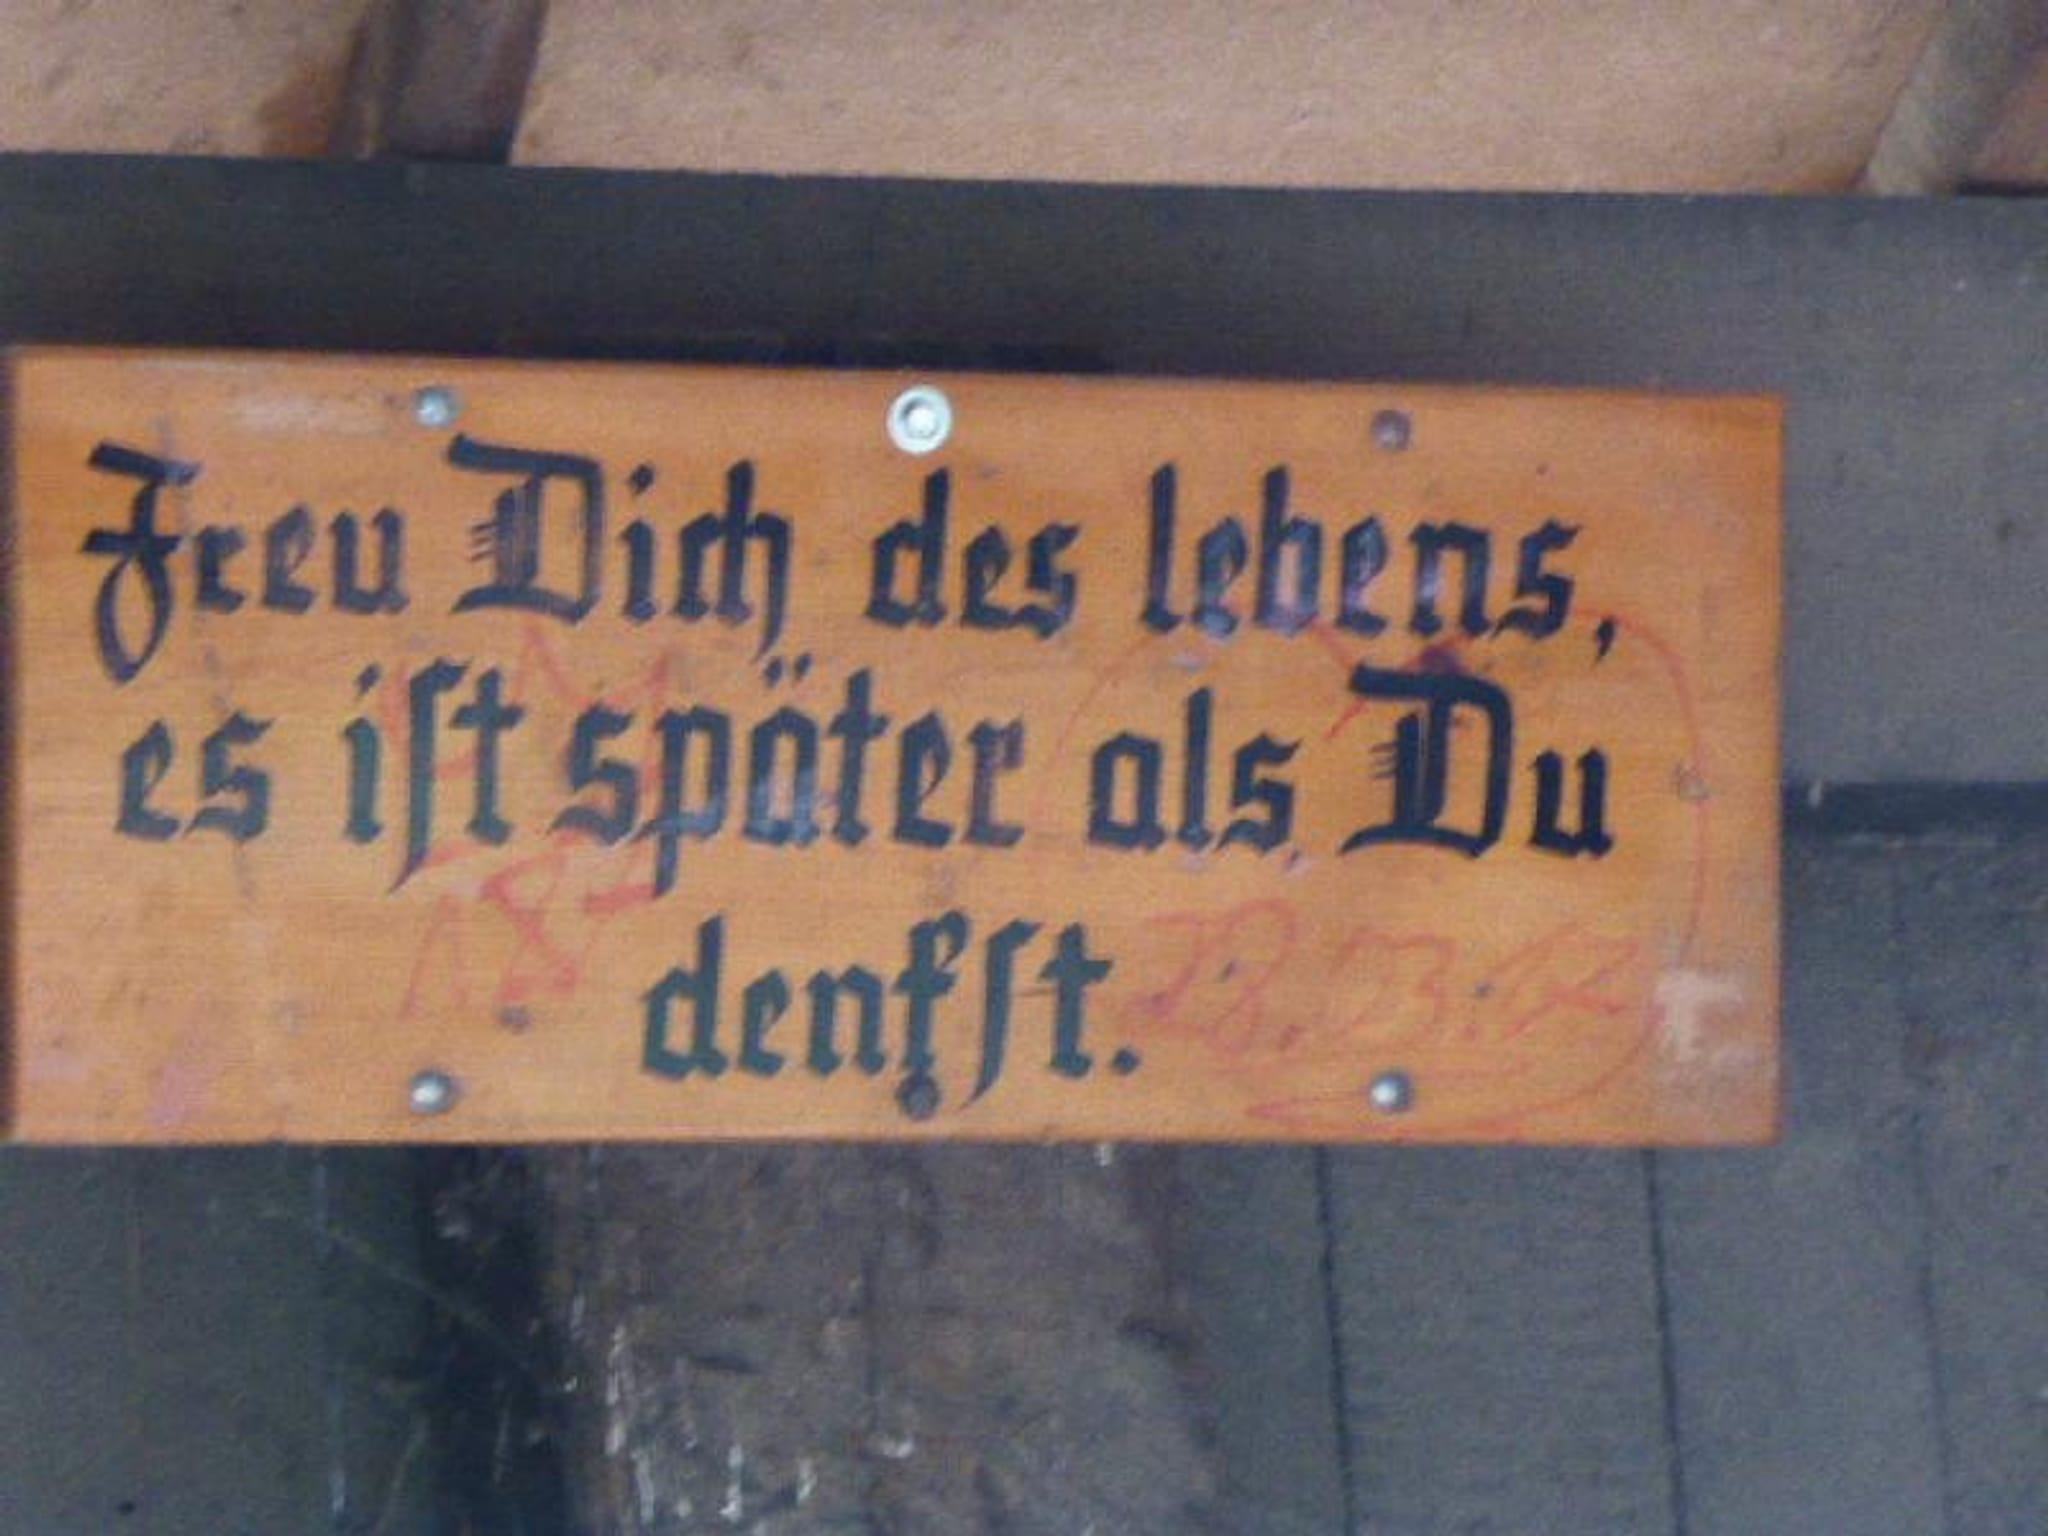 Freu Dich des lebens,
es iſt später als Du
denkſt.